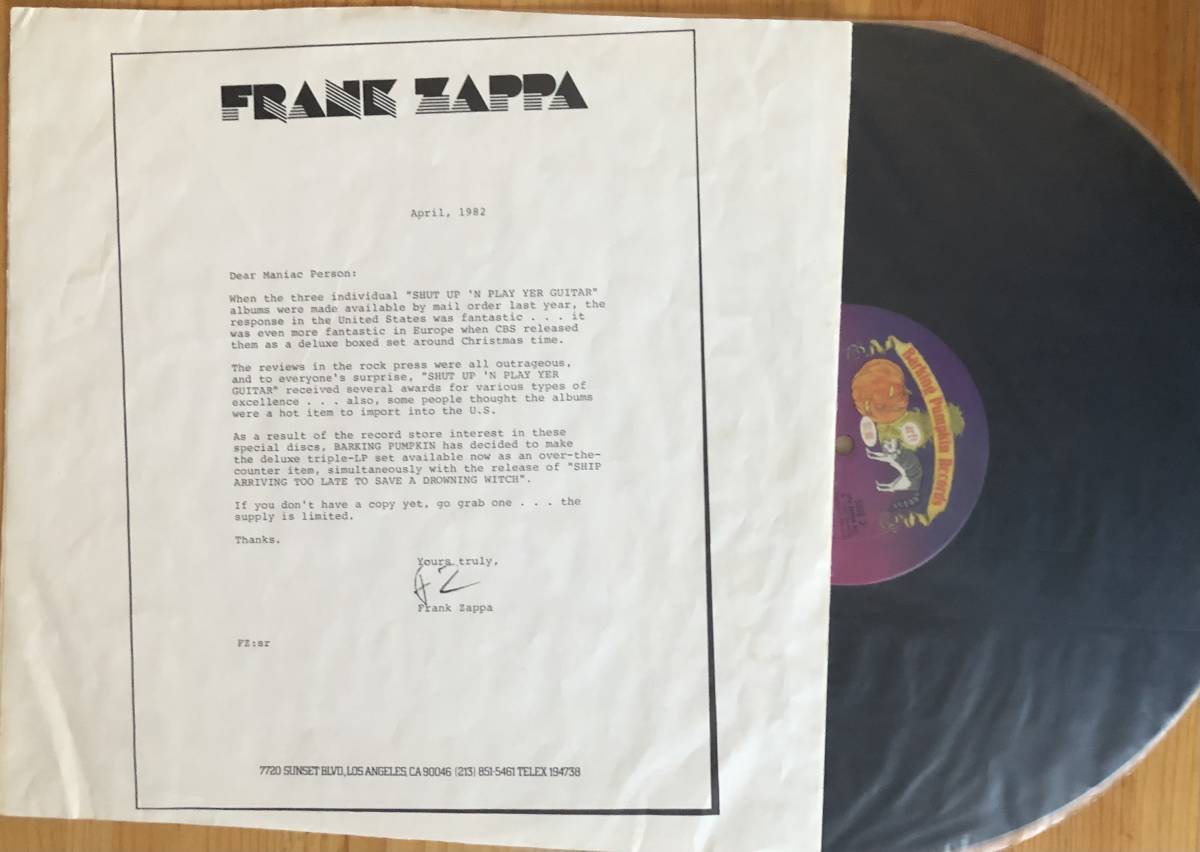 FRANK ZAPPA
April, 1982
Dear Maniac Person:
When the three individual "SHUT UP 'N PLAY YER GUITAR"
albums were made available by mail order last year, the
response in the United States was fantastic . . . it
was even more fantastic in Europe when CBS released
them as a deluxe boxed set around Christmas time.
The reviews in the rock press were all outrageous,
and to everyone's surprise, "SHUT UP 'N PLAY YER
GUITAR" received several awards for various types of
excellence . . . also, some people thought the albums
were a hot item to import into the U.S.
As a result of the record store interest in these
special discs, BARKING PUMPKIN has decided to make
the deluxe triple-LP set available now as an over-the-
counter item, simultaneously with the release of "SHIP
ARRIVING TOO LATE TO SAVE A DROWNING WITCH".
If you don't have a copy yet, go grab one . . . the
supply is limited.
Thanks.
Yours truly,
FZ
Frank Zappa
FZ:sr
7720 SUNSET BLVD., LOS ANGELES, CA 90046 (213) 851-5461 TELEX 194738
Barking Pumpkin Records
arf!
SIDE